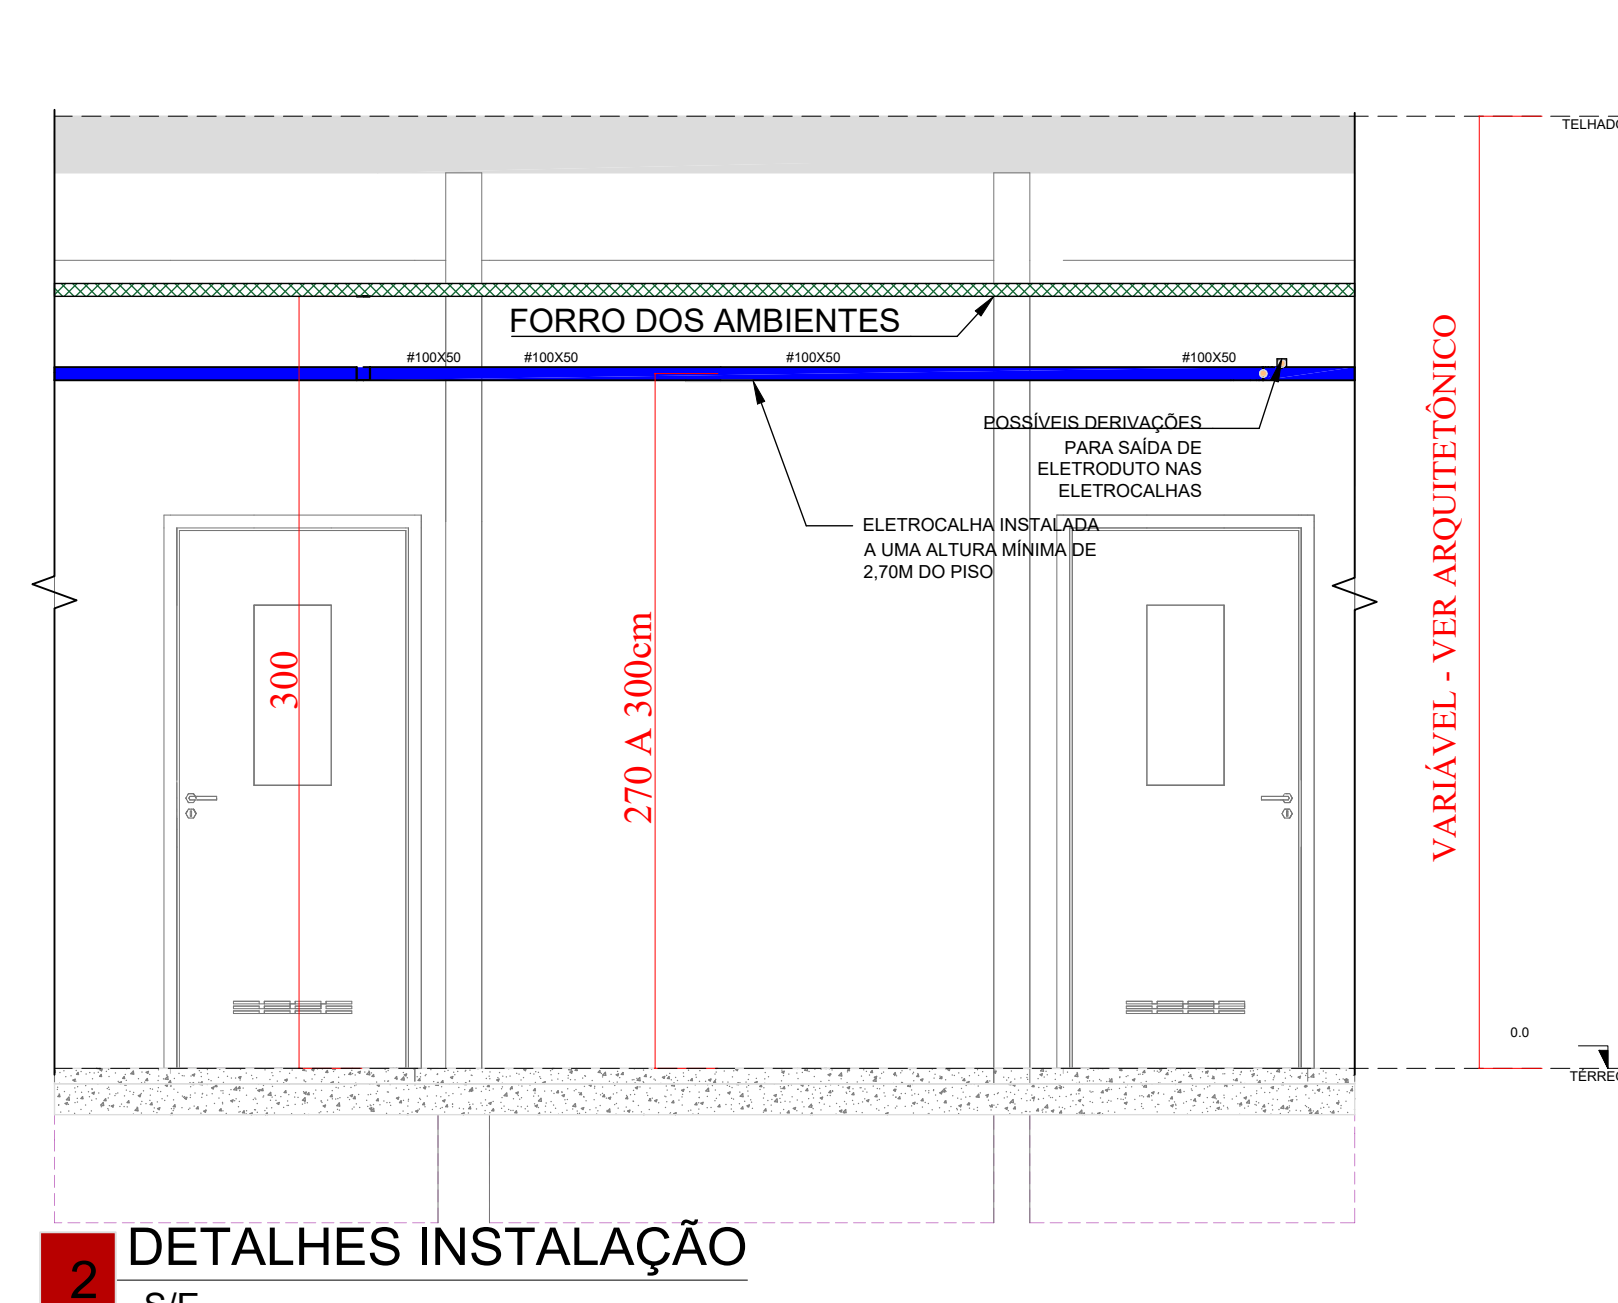 TELHADO
FORRO DOS AMBIENTES
#100X50
#100X50
#100X50
#100X50
POSSÍVEIS DERIVAÇÕES
PARA SAÍDA DE
ELETRODUTO NAS
ELETROCALHAS
ELETROCALHA INSTALADA
A UMA ALTURA MÍNIMA DE
2,70M DO PISO
300
270 A 300cm
VARIÁVEL - VER ARQUITETÔNICO
0.0
TÉRREO
2
DETALHES INSTALAÇÃO
S/E